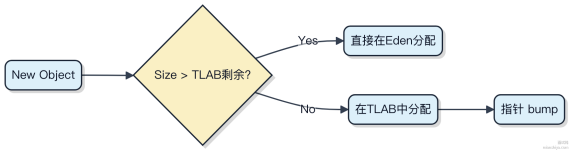 New Object
Size > TLAB剩余?
Yes
直接在Eden分配
No
在TLAB中分配
指针 bump